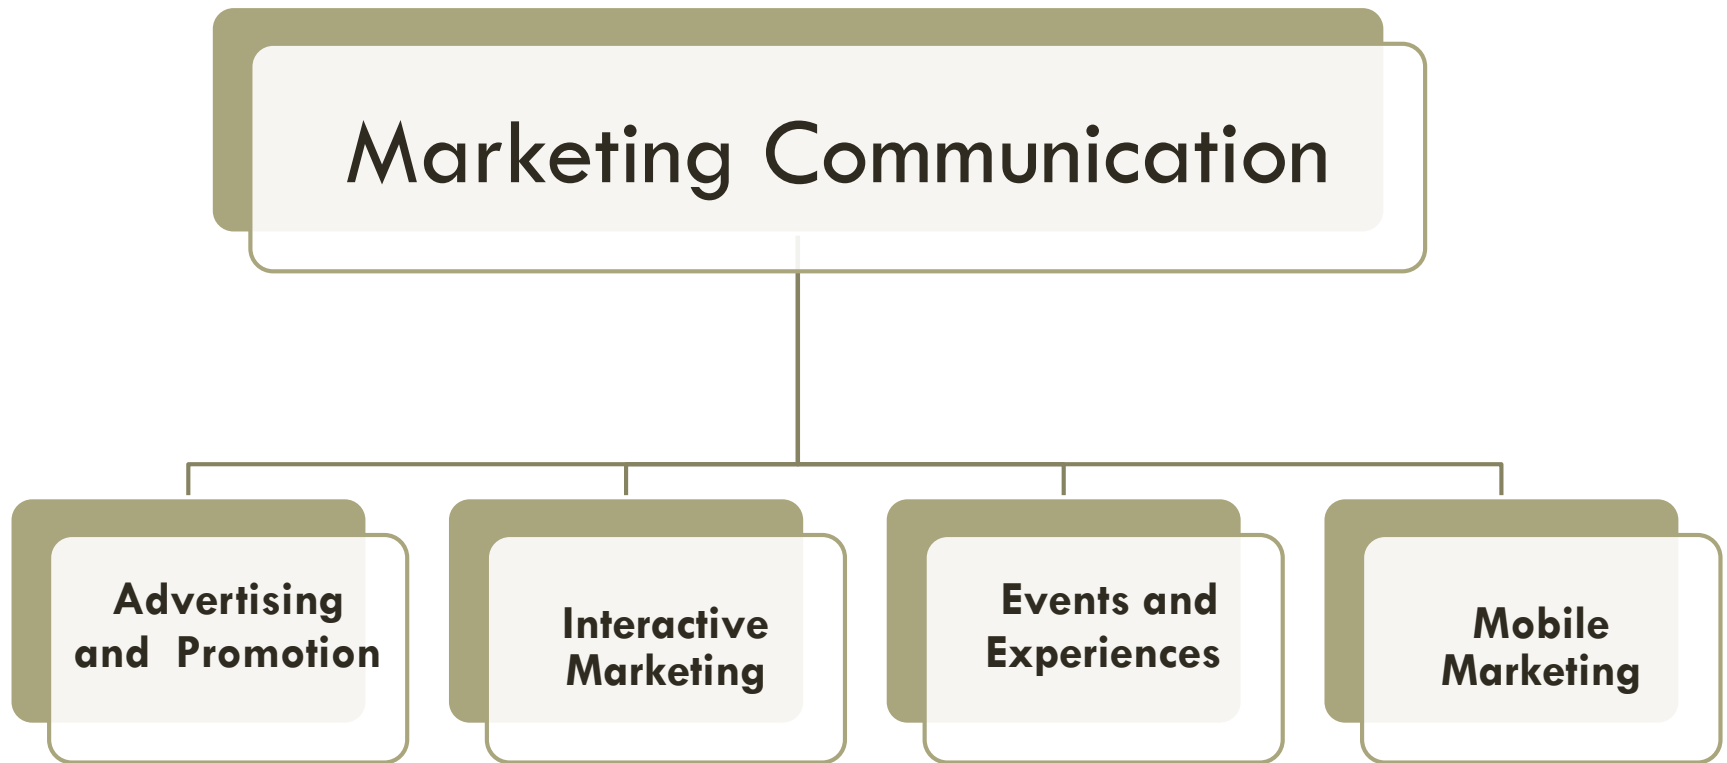 Marketing Communication
Advertising
and  Promotion
Interactive
Marketing
Events and
Experiences
Mobile
Marketing